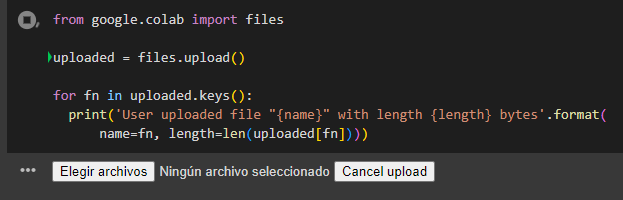 from google.colab import files
uploaded = files.upload()
for fn in uploaded.keys():
print('User uploaded file "{name}" with length {length} bytes'.format(
name=fn, length=len(uploaded[fn])))
Elegir archivos Ningún archivo seleccionado Cancel upload